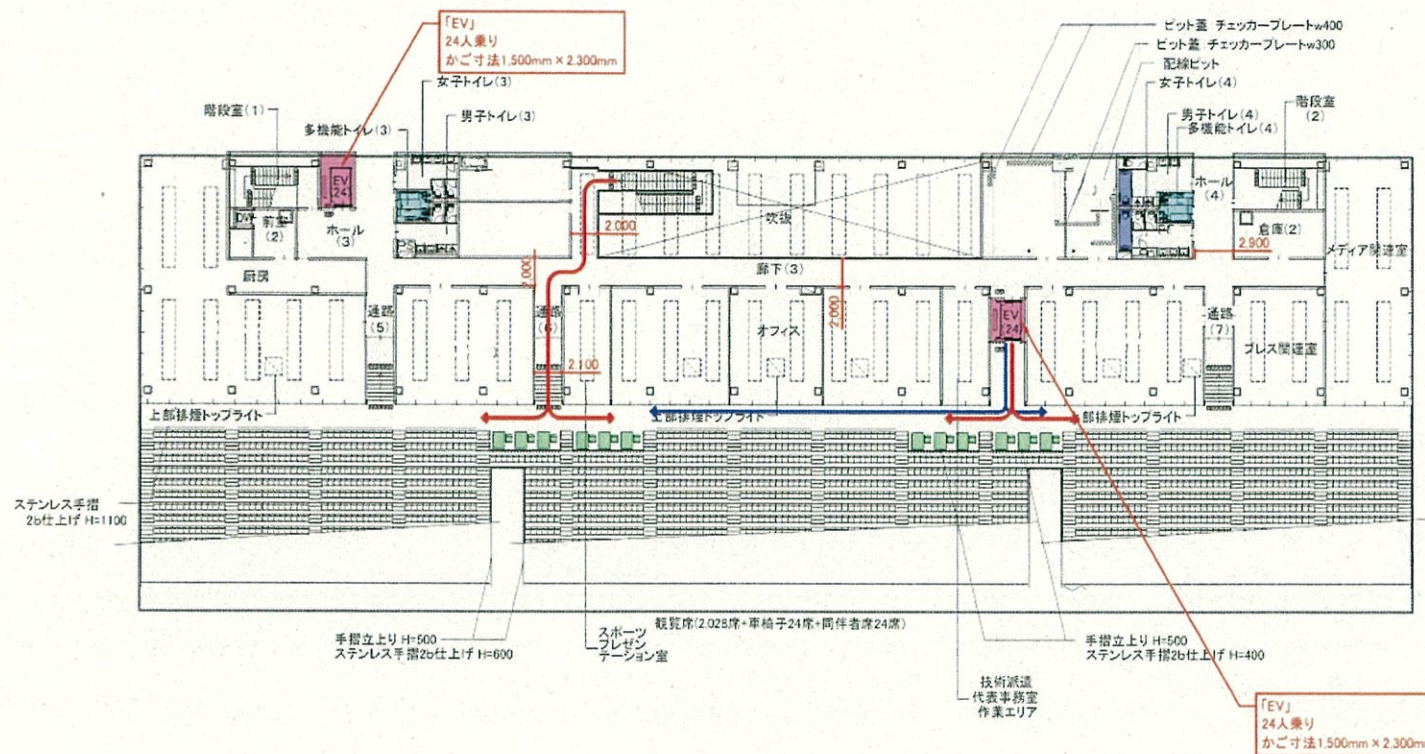 「EV」
24人乗り
かご寸法1,500mm×2,300mm
女子トイレ(3)
階段室(1)
多機能トイレ(3)
男子トイレ(3)
ピット蓋 チェッカープレートw400
ピット蓋 チェッカープレートw300
配線ピット
女子トイレ(4)
男子トイレ(4)
多機能トイレ(4)
階段室
(2)
EV
24
DW
前室
(2)
ホール
(3)
PS
厨房
2,000
2,000
吹抜
廊下(3)
2,000
ホール
(4)
倉庫(2)
2,900
メディア関連室
通路
(5)
通路
(6)
2,100
オフィス
EV
(24)
通路
(7)
プレス関連室
上部排煙トップライト
上部排煙トップライト
部排煙トップライト
ステンレス手摺
2b仕上げ H=1100
観覧席(2,028席+車椅子24席+同伴者席24席)
手摺立上り H=500
ステンレス手摺2b仕上げ H=600
スポーツ
プレゼン
テーション室
技術派遣
代表事務室
作業エリア
手摺立上り H=500
ステンレス手摺2b仕上げ H=400
「EV」
24人乗り
かご寸法1,500mm×2,300mm